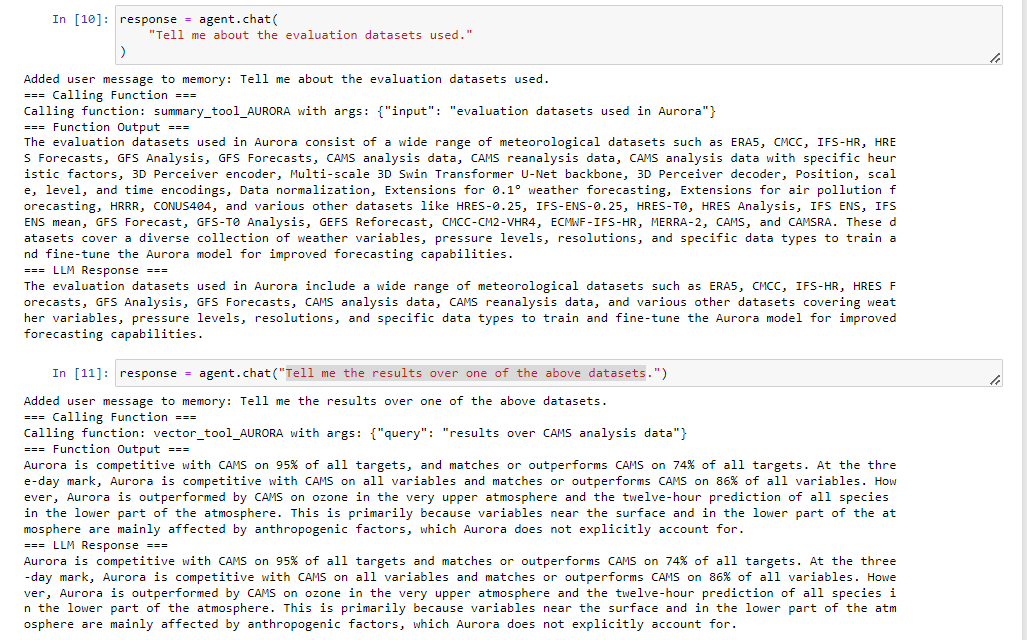 In [10]: response = agent.chat(
"Tell me about the evaluation datasets used."
)
Added user message to memory: Tell me about the evaluation datasets used.
=== Calling Function ===
Calling function: summary_tool_AURORA with args: {"input": "evaluation datasets used in Aurora"}
=== Function Output ===
The evaluation datasets used in Aurora consist of a wide range of meteorological datasets such as ERA5, CMCC, IFS-HR, HRE
S Forecasts, GFS Analysis, GFS Forecasts, CAMS analysis data, CAMS reanalysis data, CAMS analysis data with specific heur
istic factors, 3D Perceiver encoder, Multi-scale 3D Swin Transformer U-Net backbone, 3D Perceiver decoder, Position, scal
e, level, and time encodings, Data normalization, Extensions for 0.1° weather forecasting, Extensions for air pollution f
orecasting, HRRR, CONUS404, and various other datasets like HRES-0.25, IFS-ENS-0.25, HRES-T0, HRES Analysis, IFS ENS, IFS
ENS mean, GFS Forecast, GFS-T0 Analysis, GEFS Reforecast, CMCC-CM2-VHR4, ECMWF-IFS-HR, MERRA-2, CAMS, and CAMSRA. These d
atasets cover a diverse collection of weather variables, pressure levels, resolutions, and specific data types to train a
nd fine-tune the Aurora model for improved forecasting capabilities.
=== LLM Response ===
The evaluation datasets used in Aurora include a wide range of meteorological datasets such as ERA5, CMCC, IFS-HR, HRES F
orecasts, GFS Analysis, GFS Forecasts, CAMS analysis data, CAMS reanalysis data, and various other datasets covering weat
her variables, pressure levels, resolutions, and specific data types to train and fine-tune the Aurora model for improved
forecasting capabilities.
In [11]: response = agent.chat("Tell me the results over one of the above datasets.")
Added user message to memory: Tell me the results over one of the above datasets.
=== Calling Function ===
Calling function: vector_tool_AURORA with args: {"query": "results over CAMS analysis data"}
=== Function Output ===
Aurora is competitive with CAMS on 95% of all targets, and matches or outperforms CAMS on 74% of all targets. At the thre
e-day mark, Aurora is competitive with CAMS on all variables and matches or outperforms CAMS on 86% of all variables. How
ever, Aurora is outperformed by CAMS on ozone in the very upper atmosphere and the twelve-hour prediction of all species
in the lower part of the atmosphere. This is primarily because variables near the surface and in the lower part of the at
mosphere are mainly affected by anthropogenic factors, which Aurora does not explicitly account for.
=== LLM Response ===
Aurora is competitive with CAMS on 95% of all targets and matches or outperforms CAMS on 74% of all targets. At the three
-day mark, Aurora is competitive with CAMS on all variables and matches or outperforms CAMS on 86% of all variables. Howe
ver, Aurora is outperformed by CAMS on ozone in the very upper atmosphere and the twelve-hour prediction of all species i
n the lower part of the atmosphere. This is primarily because variables near the surface and in the lower part of the atm
osphere are mainly affected by anthropogenic factors, which Aurora does not explicitly account for.